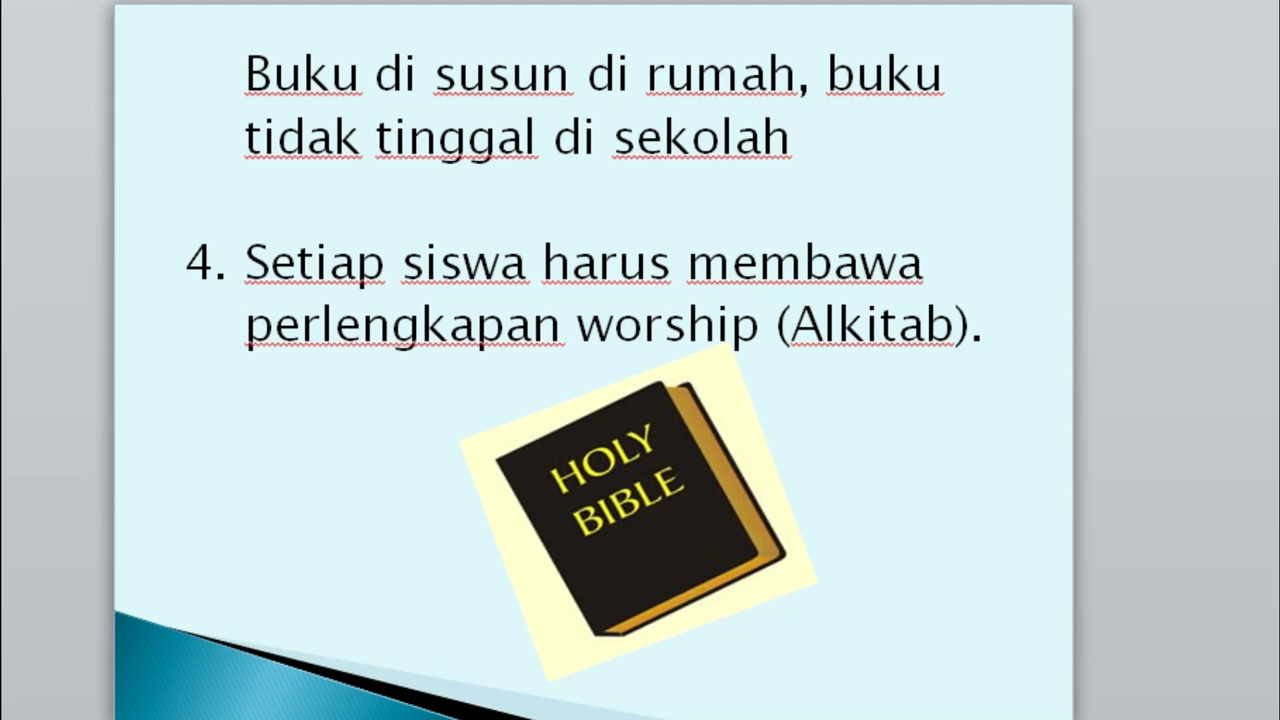 Buku di susun di rumah, buku
tidak tinggal di sekolah
4. Setiap siswa harus membawa
perlengkapan worship (Alkitab).
HOLY
BIBLE